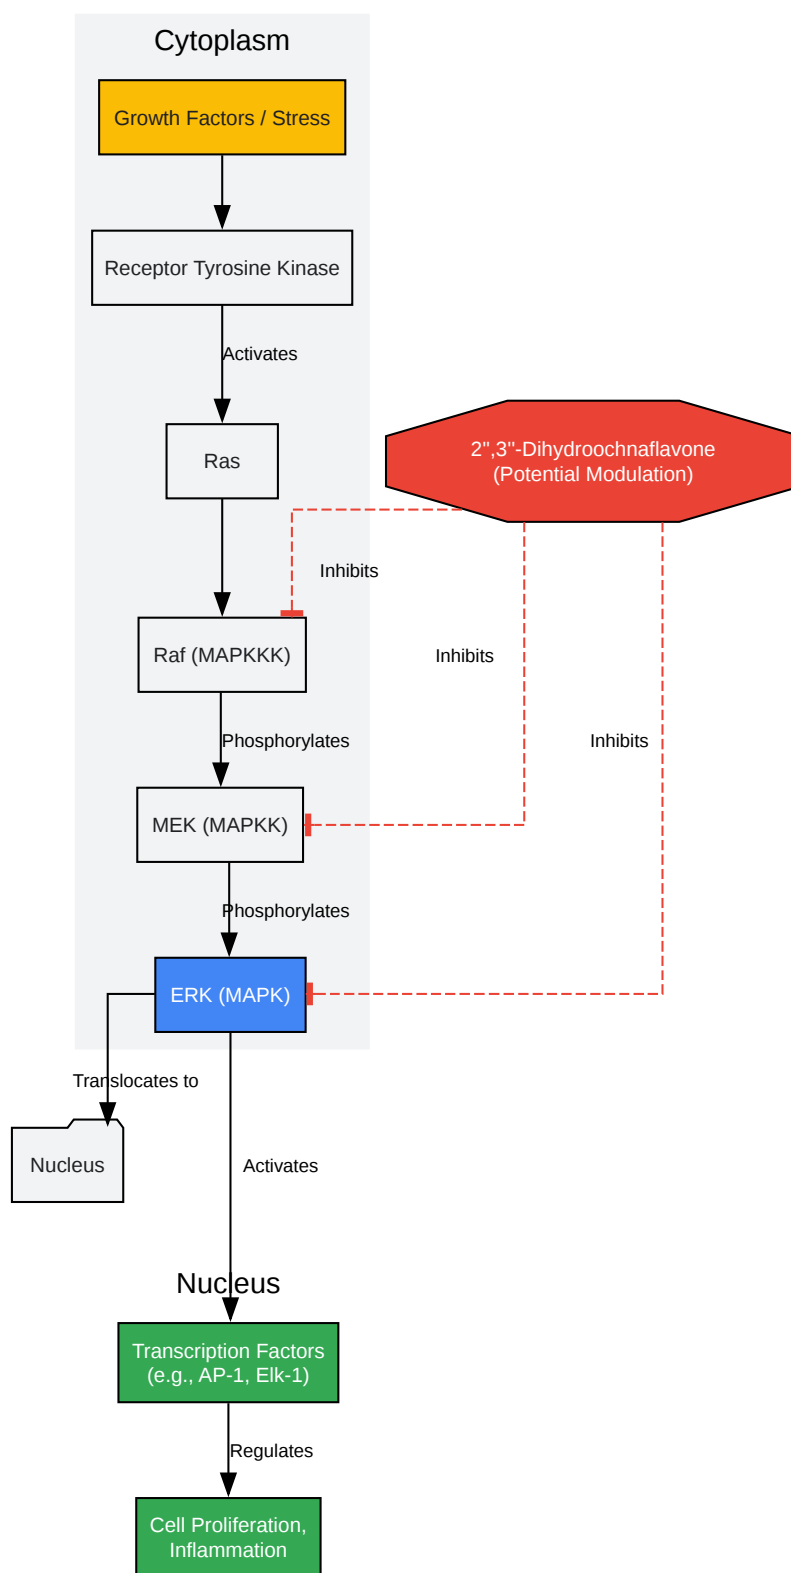 Cytoplasm
Growth Factors / Stress
Receptor Tyrosine Kinase
Activates
Ras
2",3"-Dihydroochnaflavone
(Potential Modulation)
Inhibits
Raf (MAPKKK)
Inhibits
Phosphorylates
Inhibits
MEK (MAPKK)
Phosphorylates
ERK (MAPK)
Translocates to
Nucleus
Activates
Nucleus
Transcription Factors
(e.g., AP-1, Elk-1)
Regulates
Cell Proliferation,
Inflammation